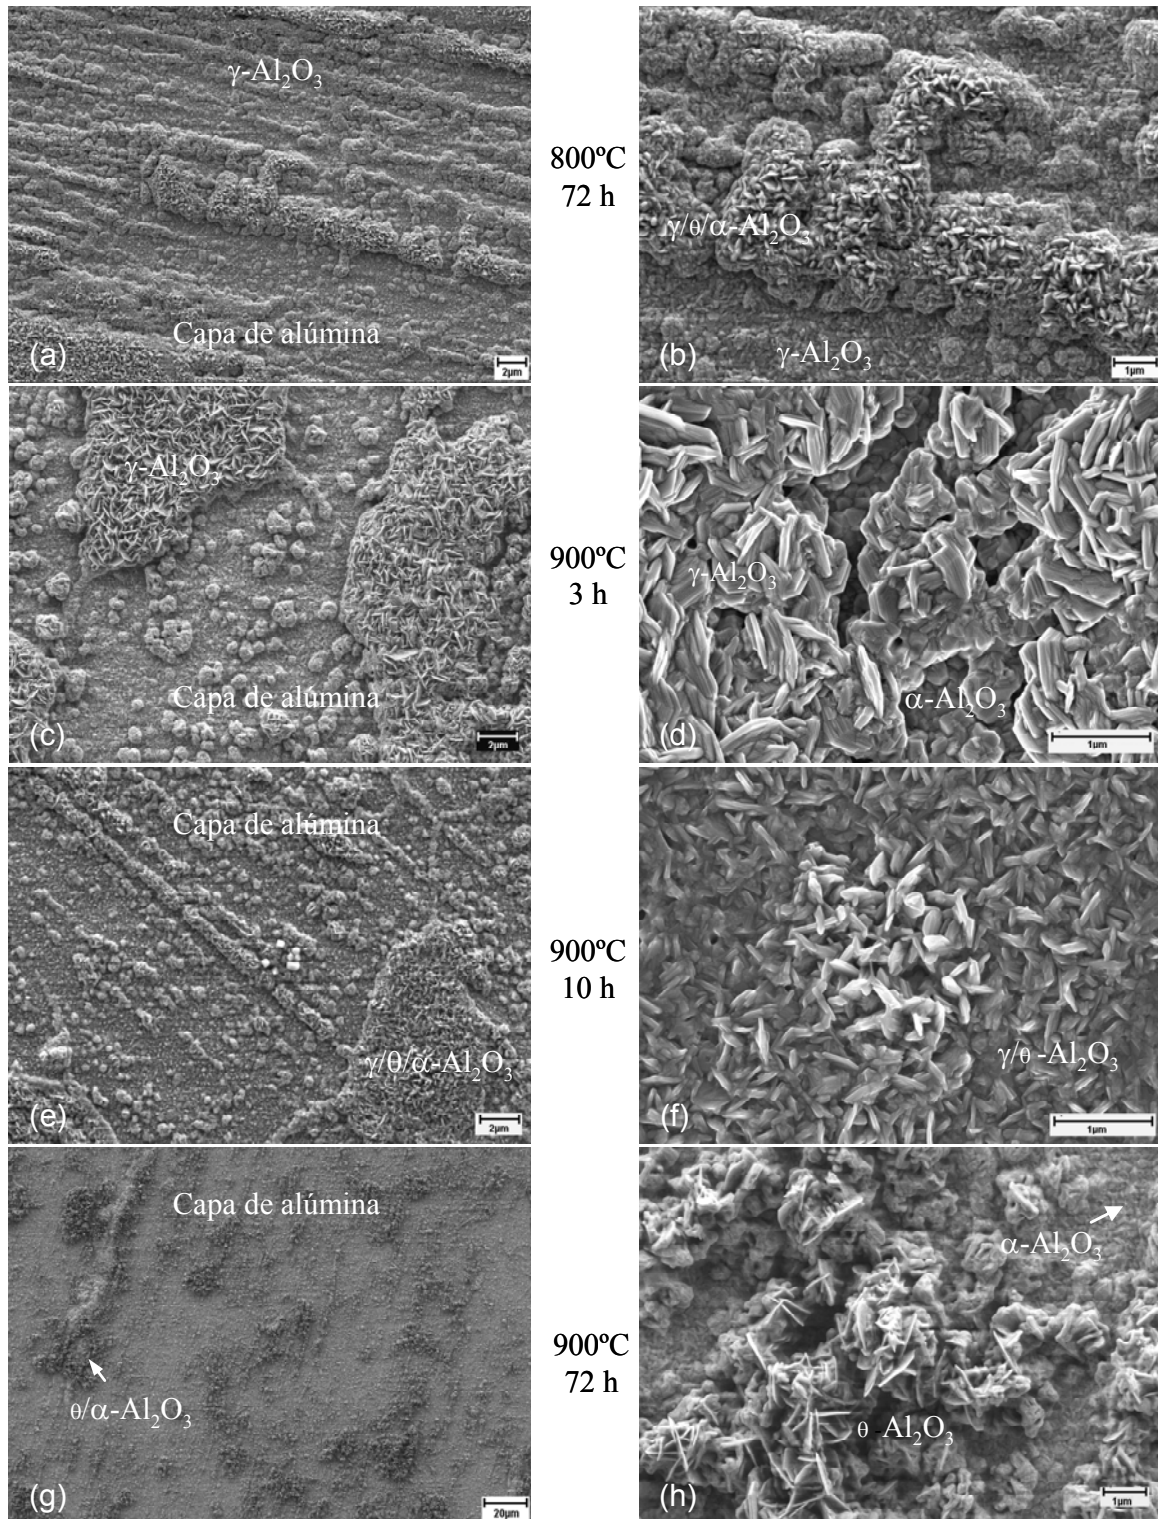 γ-Al₂O₃
Capa de alúmina
(a)
2µm
800ºC
72 h
γ/θ/α-Al₂O₃
γ-Al₂O₃
(b)
1µm
γ-Al₂O₃
Capa de alúmina
(c)
2µm
900ºC
3 h
γ-Al₂O₃
α-Al₂O₃
(d)
1µm
Capa de alúmina
γ/θ/α-Al₂O₃
(e)
2µm
900ºC
10 h
γ/θ -Al₂O₃
(f)
1µm
Capa de alúmina
θ/α-Al₂O₃
(g)
20µm
900ºC
72 h
α-Al₂O₃
θ -Al₂O₃
(h)
1µm